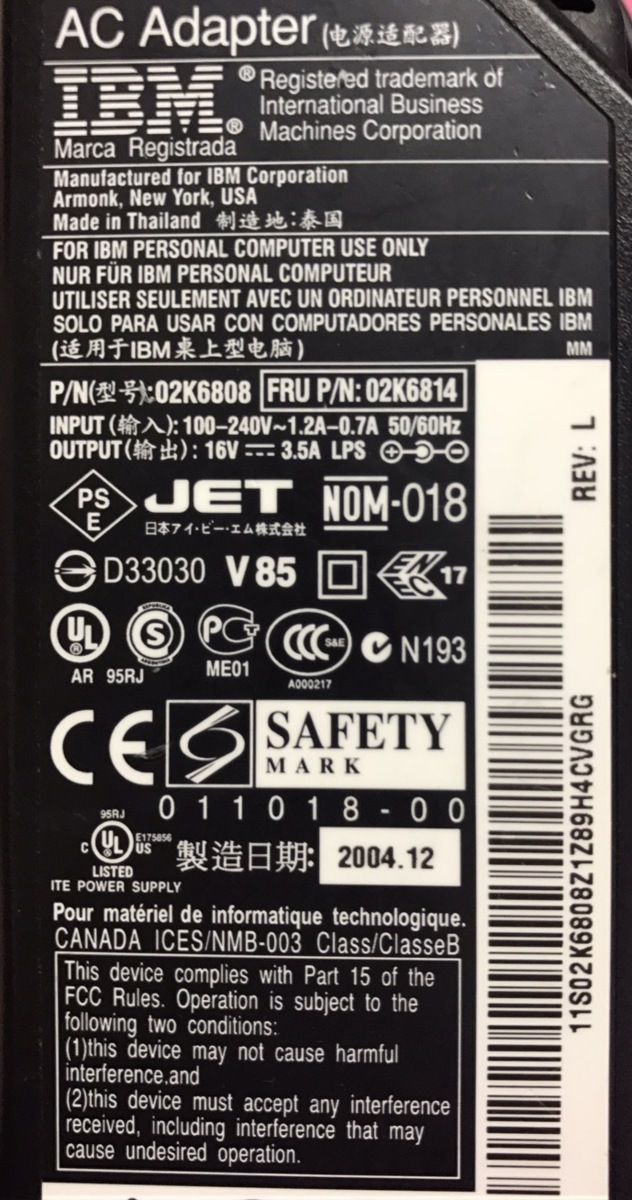 AC Adapter (电源适配器)
IBM® ® Registered trademark of
International Business
Machines Corporation
Marca Registrada
Manufactured for IBM Corporation
Armonk, New York, USA
Made in Thailand 制造地:泰国
FOR IBM PERSONAL COMPUTER USE ONLY
NUR FÜR IBM PERSONAL COMPUTEUR
UTILISER SEULEMENT AVEC UN ORDINATEUR PERSONNEL IBM
SOLO PARA USAR CON COMPUTADORES PERSONALES IBM
(适用于IBM桌上型电脑) MM
P/N(型号):02K6808 FRU P/N: 02K6814
INPUT (输入): 100-240V~1.2A-0.7A 50/60Hz
OUTPUT (输出): 16V ⎓ 3.5A LPS
PS E JET NOM-018
日本アイ・ビー・エム株式会社
D33030 V85 ENEC 17
UL® S PCT CCC S&E N193
AR 95RJ ME01 A000217
CE SAFETY
MARK
011018-00
95RJ
C UL® US E175856 製造日期: 2004.12
LISTED
ITE POWER SUPPLY
Pour matériel de informatique technologique.
CANADA ICES/NMB-003 Class/ClasseB
This device complies with Part 15 of the
FCC Rules. Operation is subject to the
following two conditions:
(1)this device may not cause harmful
interference,and
(2)this device must accept any interference
received, including interference that may
cause undesired operation.
REV: L
11S02K6808Z1Z89H4CVGRG